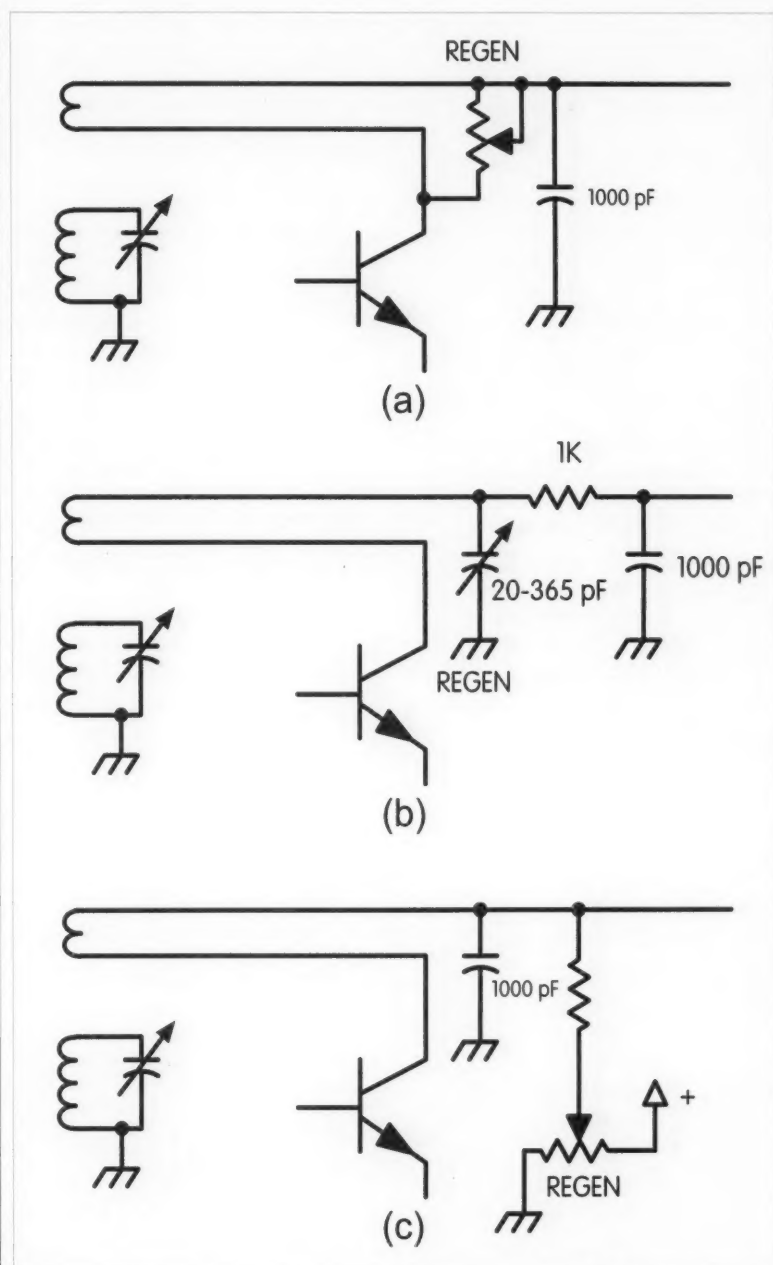 REGEN
1000 pF
(a)
1K
1000 pF
20-365 pF
REGEN
(b)
1000 pF
+
REGEN
(c)